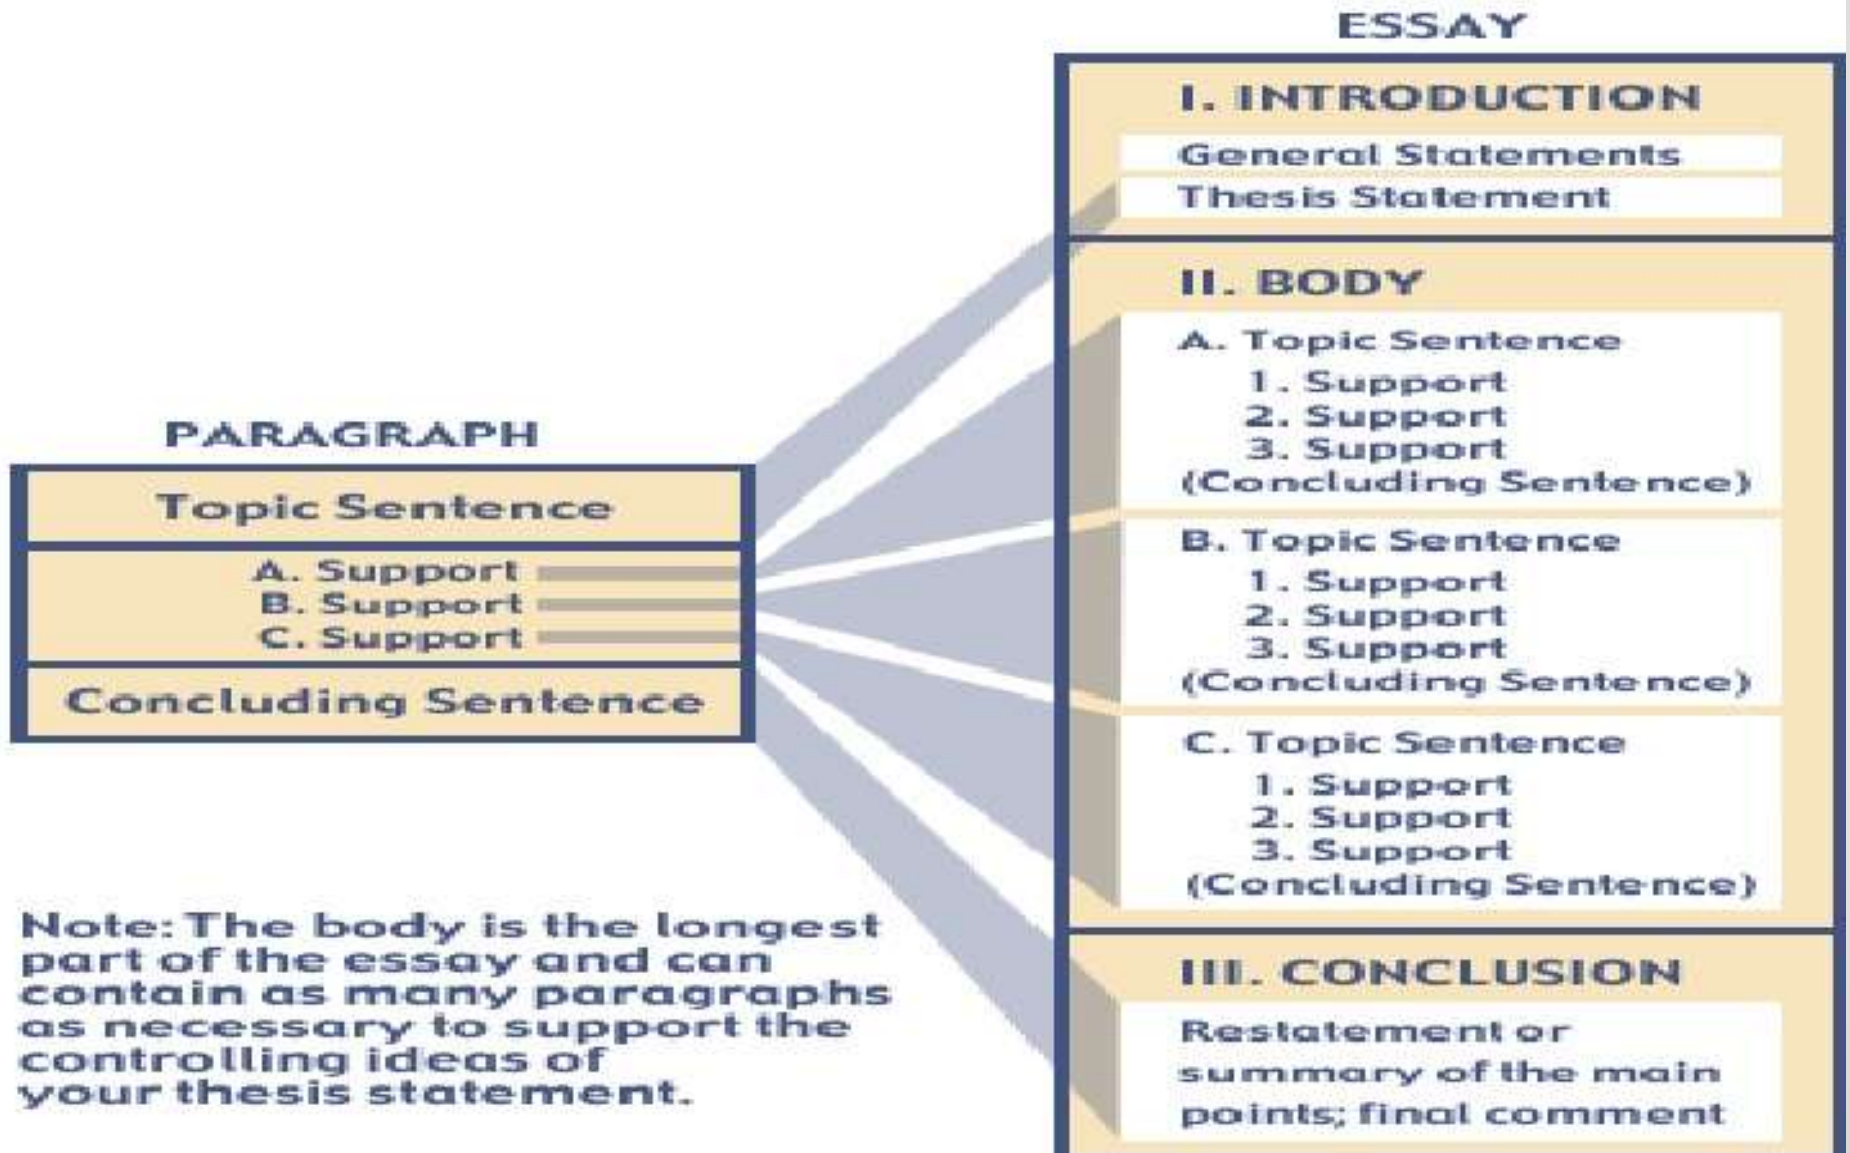 PARAGRAPH
Topic Sentence
A. Support
B. Support
C. Support
Concluding Sentence
Note: The body is the longest
part of the essay and can
contain as many paragraphs
as necessary to support the
controlling ideas of
your thesis statement.
ESSAY
I. INTRODUCTION
General Statements
Thesis Statement
II. BODY
A. Topic Sentence
1. Support
2. Support
3. Support
(Concluding Sentence)
B. Topic Sentence
1. Support
2. Support
3. Support
(Concluding Sentence)
C. Topic Sentence
1. Support
2. Support
3. Support
(Concluding Sentence)
III. CONCLUSION
Restatement or
summary of the main
points; final comment